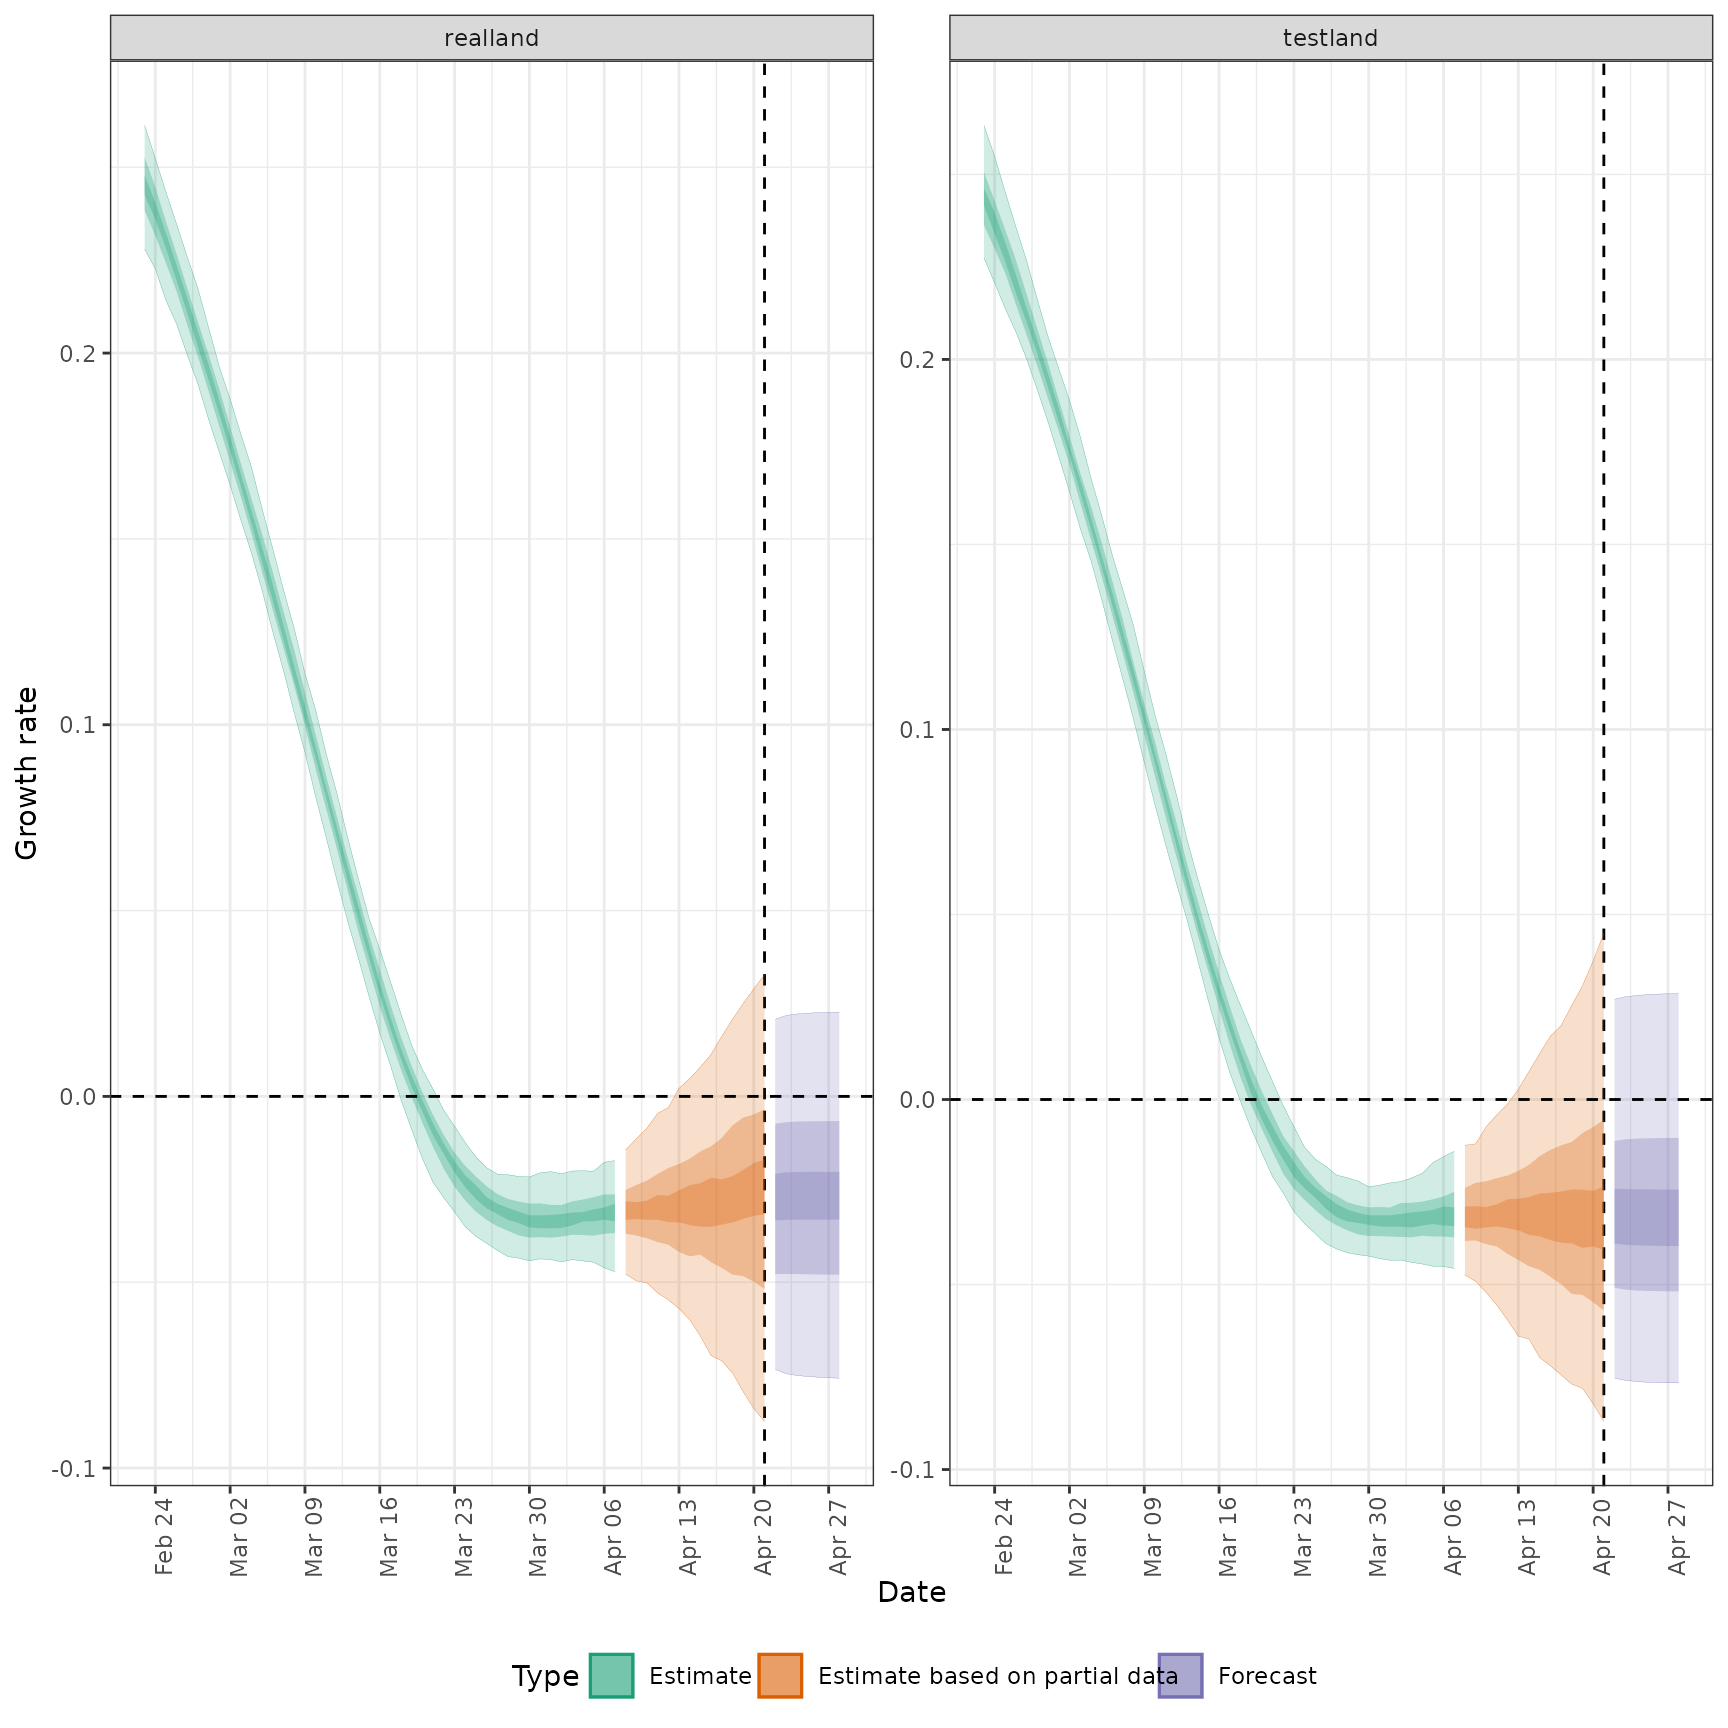 realland
testland
Growth rate
0.2
0.1
0.0
-0.1
0.2
0.1
0.0
-0.1
Feb 24
Mar 02
Mar 09
Mar 16
Mar 23
Mar 30
Apr 06
Apr 13
Apr 20
Apr 27
Feb 24
Mar 02
Mar 09
Mar 16
Mar 23
Mar 30
Apr 06
Apr 13
Apr 20
Apr 27
Date
Type Estimate Estimate based on partial data Forecast